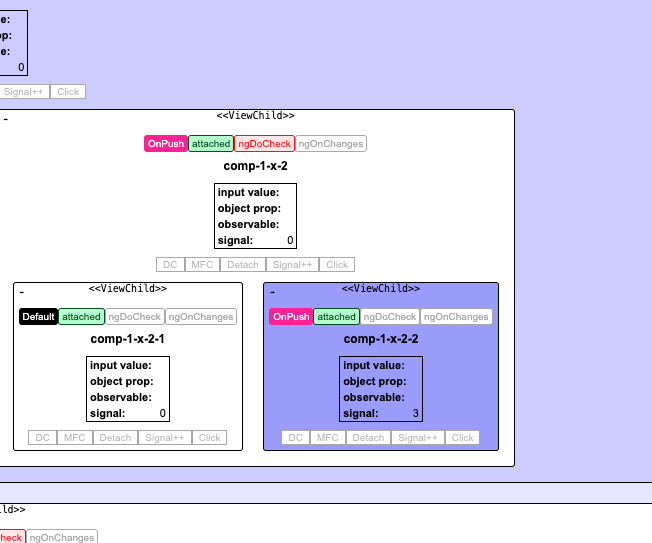 e:
op:
e:
0
Signal++ Click
- <<ViewChild>>
OnPush attached ngDoCheck ngOnChanges
comp-1-x-2
input value:
object prop:
observable:
signal: 0
DC MFC Detach Signal++ Click
- <<ViewChild>>
Default attached ngDoCheck ngOnChanges
comp-1-x-2-1
input value:
object prop:
observable:
signal: 0
DC MFC Detach Signal++ Click
- <<ViewChild>>
OnPush attached ngDoCheck ngOnChanges
comp-1-x-2-2
input value:
object prop:
observable:
signal: 3
DC MFC Detach Signal++ Click
ild>>
heck ngOnChanges